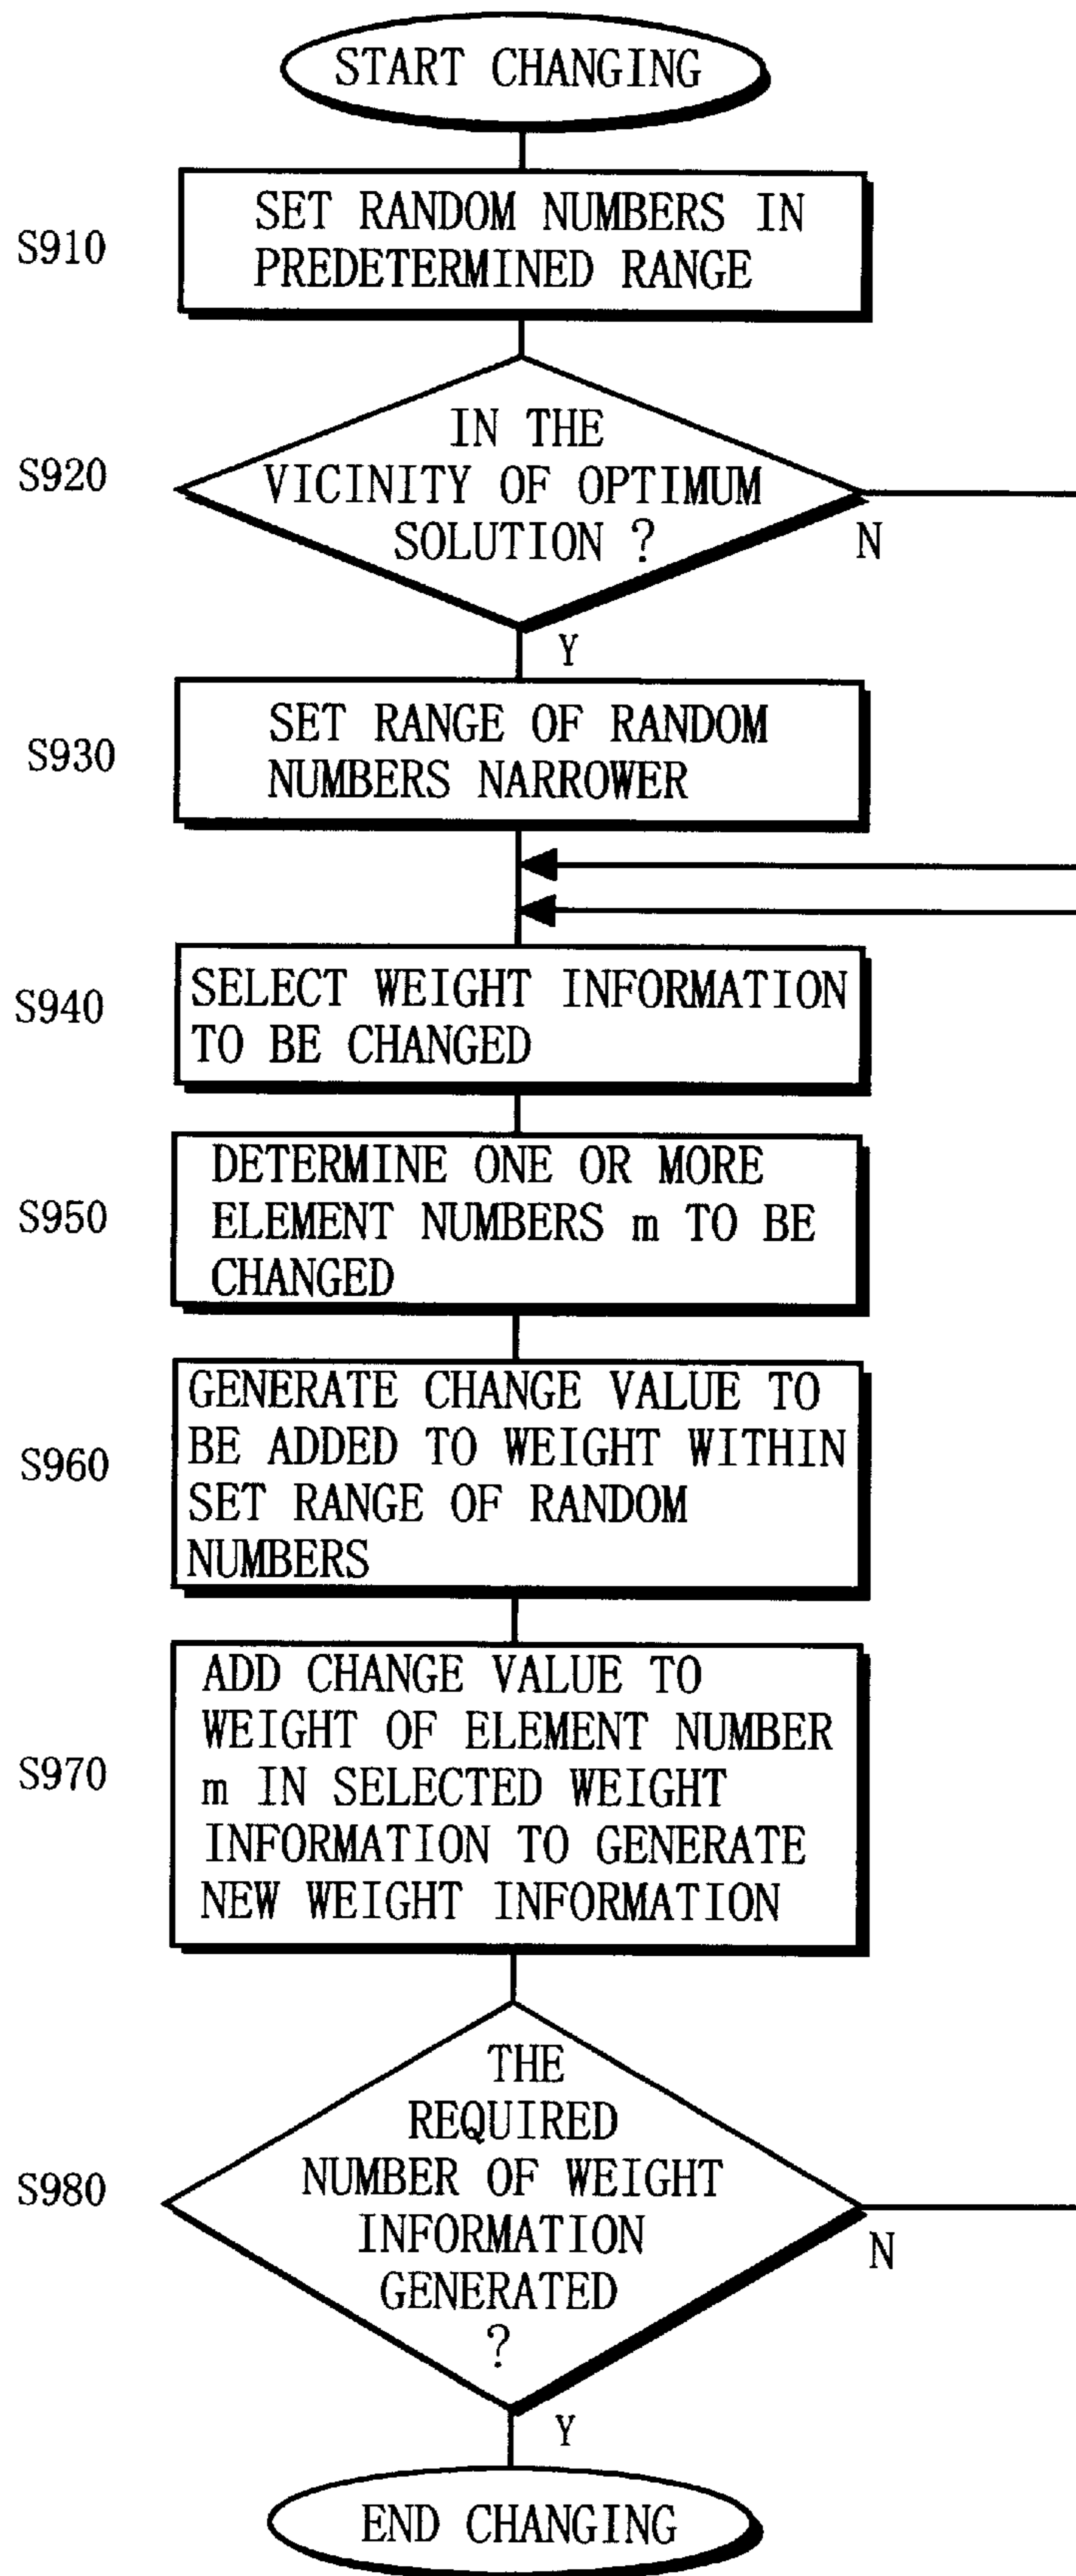 START CHANGING
S910
SET RANDOM NUMBERS IN
PREDETERMINED RANGE
S920
IN THE
VICINITY OF OPTIMUM
SOLUTION ?
N
Y
S930
SET RANGE OF RANDOM
NUMBERS NARROWER
S940
SELECT WEIGHT INFORMATION
TO BE CHANGED
S950
DETERMINE ONE OR MORE
ELEMENT NUMBERS m TO BE
CHANGED
S960
GENERATE CHANGE VALUE TO
BE ADDED TO WEIGHT WITHIN
SET RANGE OF RANDOM
NUMBERS
S970
ADD CHANGE VALUE TO
WEIGHT OF ELEMENT NUMBER
m IN SELECTED WEIGHT
INFORMATION TO GENERATE
NEW WEIGHT INFORMATION
S980
THE
REQUIRED
NUMBER OF WEIGHT
INFORMATION
GENERATED
?
N
Y
END CHANGING